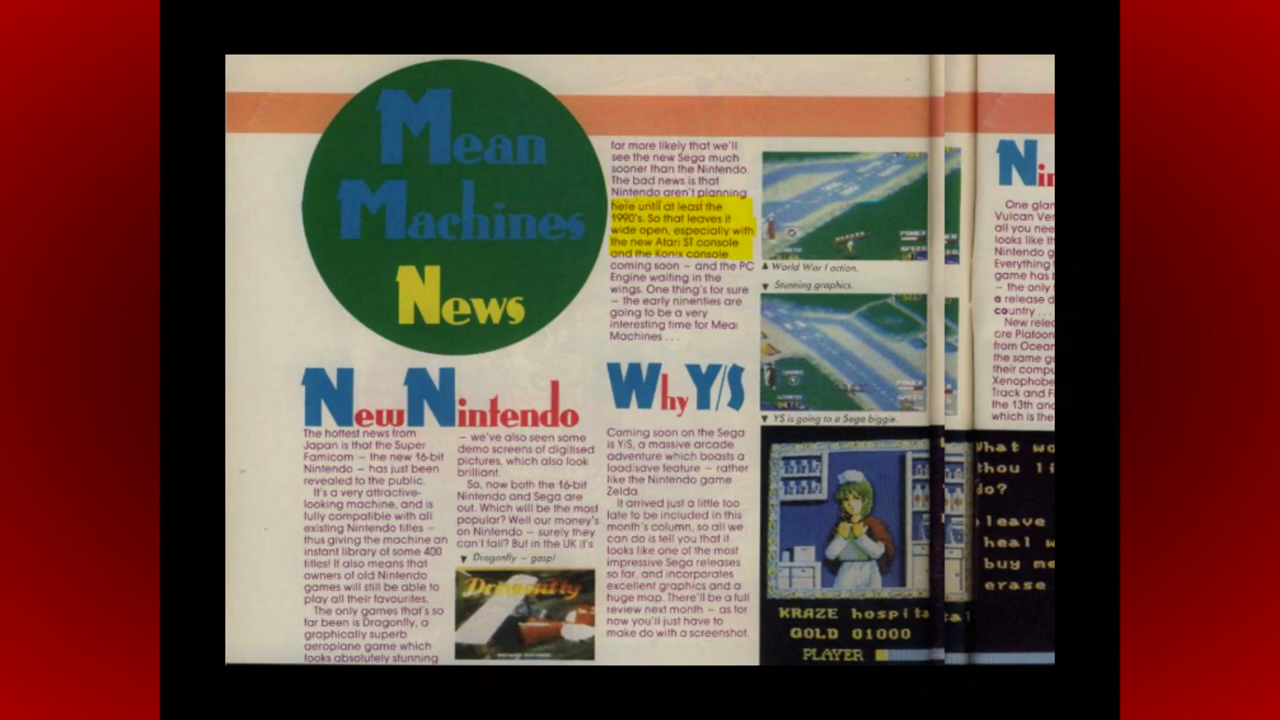 Mean
Machines
News
New Nintendo
The hottest news from
Japan is that the Super
Famicom – the new 16-bit
Nintendo – has just been
revealed to the public.
It's a very attractive-
looking machine, and is
fully compatible with all
existing Nintendo titles –
thus giving the machine an
instant library of some 400
titles! It also means that
owners of old Nintendo
games will still be able to
play all their favourites.
The only games that's so
far been is Dragonfly, a
graphically superb
aeroplane game which
looks absolutely stunning
– we've also seen some
demo screens of digitised
pictures, which also look
brilliant.
So, now both the 16-bit
Nintendo and Sega are
out. Which will be the most
popular? Well our money's
on Nintendo – surely they
can't fail? But in the UK it's
▼ Dragonfly – gasp!
Dragonfly
far more likely that we'll
see the new Sega much
sooner than the Nintendo.
The bad news is that
Nintendo aren't planning
here until at least the
1990's. So that leaves it
wide open, especially with
the new Atari ST console
and the Konix console
coming soon – and the PC
Engine waiting in the
wings. One thing's for sure
– the early nineties are
going to be a very
interesting time for Mea
Machines . . .
Why Y/S
Coming soon on the Sega
is Y/S, a massive arcade
adventure which boasts a
load/save feature – rather
like the Nintendo game
Zelda.
It arrived just a little too
late to be included in this
month's column, so all we
can do is tell you that it
looks like one of the most
impressive Sega releases
so far, and incorporates
excellent graphics and a
huge map. There'll be a full
review next month – as for
now you'll just have to
make do with a screenshot.
POWER
SPEED
▲ World War I action.
▼ Stunning graphics.
▼ YS is going to a Sega biggie.
KRAZE hospita
GOLD 01000
PLAYER
Nin
One glan
Vulcan Ven
all you need
looks like th
Nintendo g
Everything
game has b
– the only
a release d
country . . .
New relea
are Platoon
from Ocean
the same ga
their compu
Xenophobe
Track and F
the 13th and
which is the
What wo
thou li
do?
leave
heal w
buy me
erase